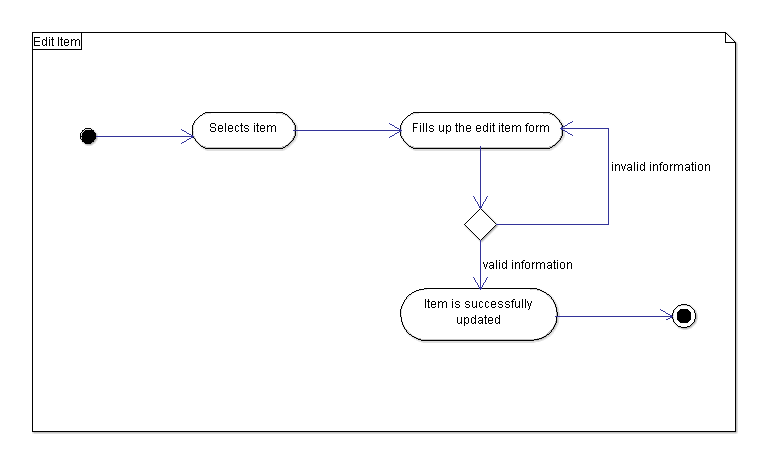 Edit Item
Selects item
Fills up the edit item form
invalid information
valid information
Item is successfully
updated